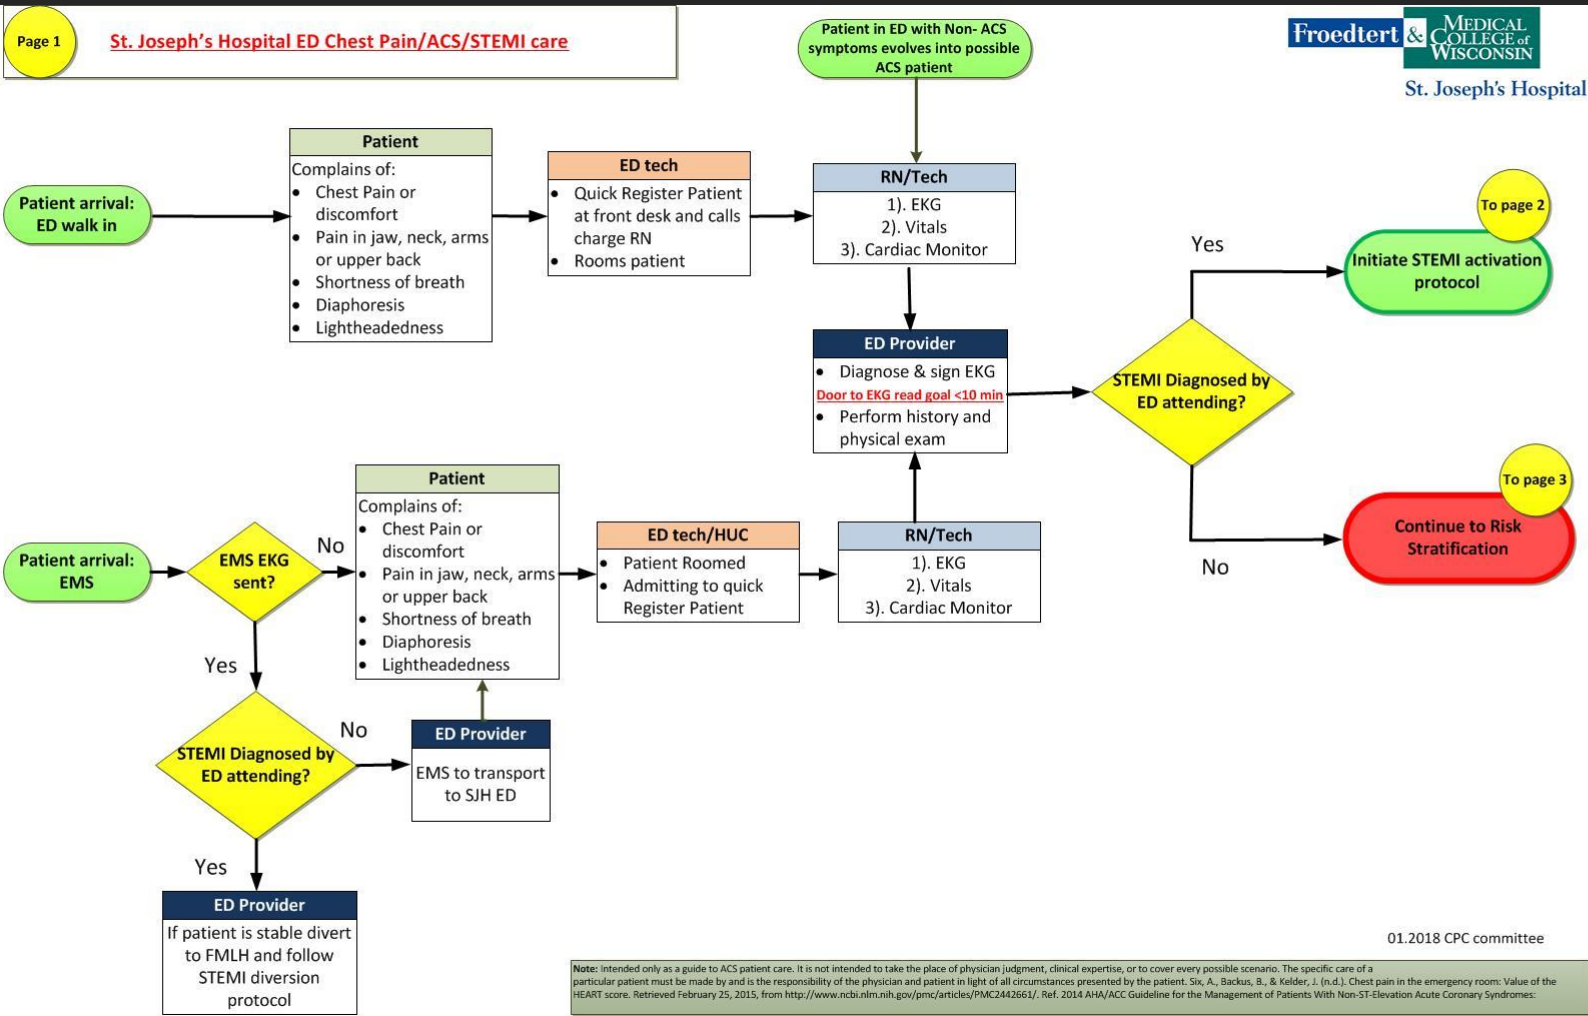 Page 1
St. Joseph's Hospital ED Chest Pain/ACS/STEMI care
Patient in ED with Non- ACS
symptoms evolves into possible
ACS patient
Froedtert &
MEDICAL
COLLEGE of
WISCONSIN
St. Joseph's Hospital
Patient arrival:
ED walk in
Patient
Complains of:
• Chest Pain or
discomfort
• Pain in jaw, neck, arms
or upper back
• Shortness of breath
• Diaphoresis
• Lightheadedness
ED tech
• Quick Register Patient
at front desk and calls
charge RN
• Rooms patient
RN/Tech
1). EKG
2). Vitals
3). Cardiac Monitor
ED Provider
• Diagnose & sign EKG
Door to EKG read goal <10 min
• Perform history and
physical exam
STEMI Diagnosed by
ED attending?
Yes
To page 2
Initiate STEMI activation
protocol
No
To page 3
Continue to Risk
Stratification
Patient arrival:
EMS
EMS EKG
sent?
No
Patient
Complains of:
• Chest Pain or
discomfort
• Pain in jaw, neck, arms
or upper back
• Shortness of breath
• Diaphoresis
• Lightheadedness
ED tech/HUC
• Patient Roomed
• Admitting to quick
Register Patient
RN/Tech
1). EKG
2). Vitals
3). Cardiac Monitor
Yes
STEMI Diagnosed by
ED attending?
No
ED Provider
EMS to transport
to SJH ED
Yes
ED Provider
If patient is stable divert
to FMLH and follow
STEMI diversion
protocol
01.2018 CPC committee
Note: Intended only as a guide to ACS patient care. It is not intended to take the place of physician judgment, clinical expertise, or to cover every possible scenario. The specific care of a
particular patient must be made by and is the responsibility of the physician and patient in light of all circumstances presented by the patient. Six, A., Backus, B., & Kelder, J. (n.d.). Chest pain in the emergency room: Value of the
HEART score. Retrieved February 25, 2015, from http://www.ncbi.nlm.nih.gov/pmc/articles/PMC2442661/. Ref. 2014 AHA/ACC Guideline for the Management of Patients With Non-ST-Elevation Acute Coronary Syndromes: